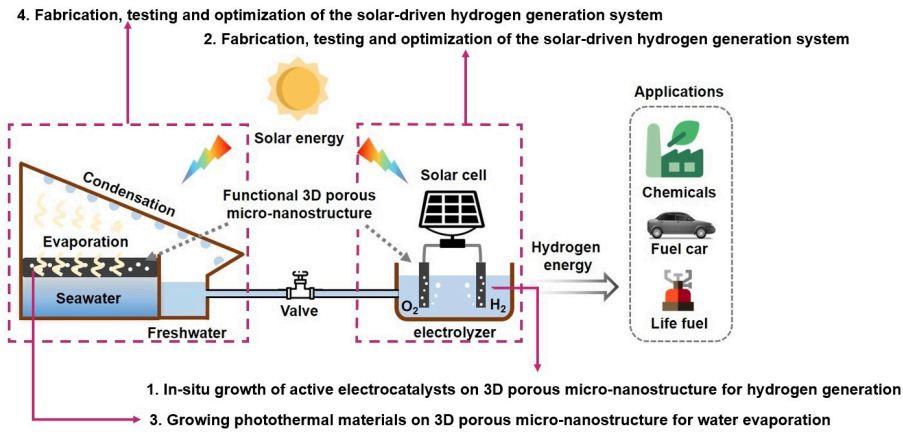 4. Fabrication, testing and optimization of the solar-driven hydrogen generation system
2. Fabrication, testing and optimization of the solar-driven hydrogen generation system
Applications
Solar energy
Solar cell
Condensation
Functional 3D porous
micro-nanostructure
Chemicals
Evaporation
Hydrogen
energy
Fuel car
Seawater
O₂
H₂
Valve
Life fuel
Freshwater
electrolyzer
1. In-situ growth of active electrocatalysts on 3D porous micro-nanostructure for hydrogen generation
3. Growing photothermal materials on 3D porous micro-nanostructure for water evaporation